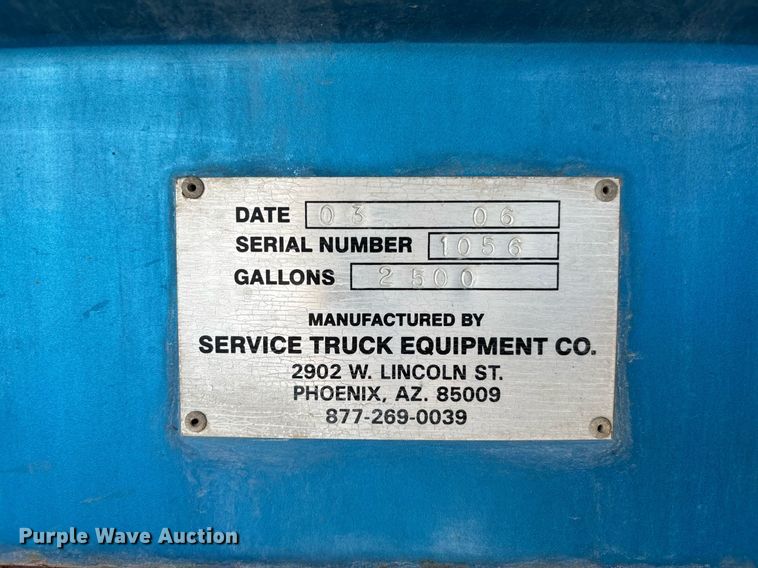 DATE 03 06
SERIAL NUMBER 1056
GALLONS 2500
MANUFACTURED BY
SERVICE TRUCK EQUIPMENT CO.
2902 W. LINCOLN ST.
PHOENIX, AZ. 85009
877-269-0039
Purple Wave Auction®